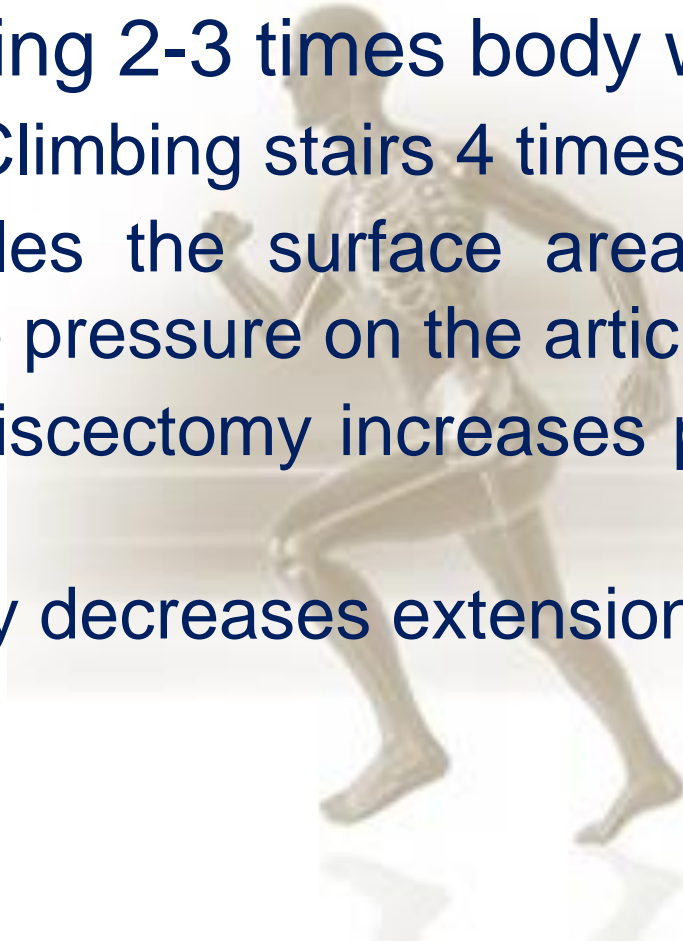 ing 2-3 times body w
Climbing stairs 4 times
les the surface area
pressure on the artic
iscectomy increases p
y decreases extension